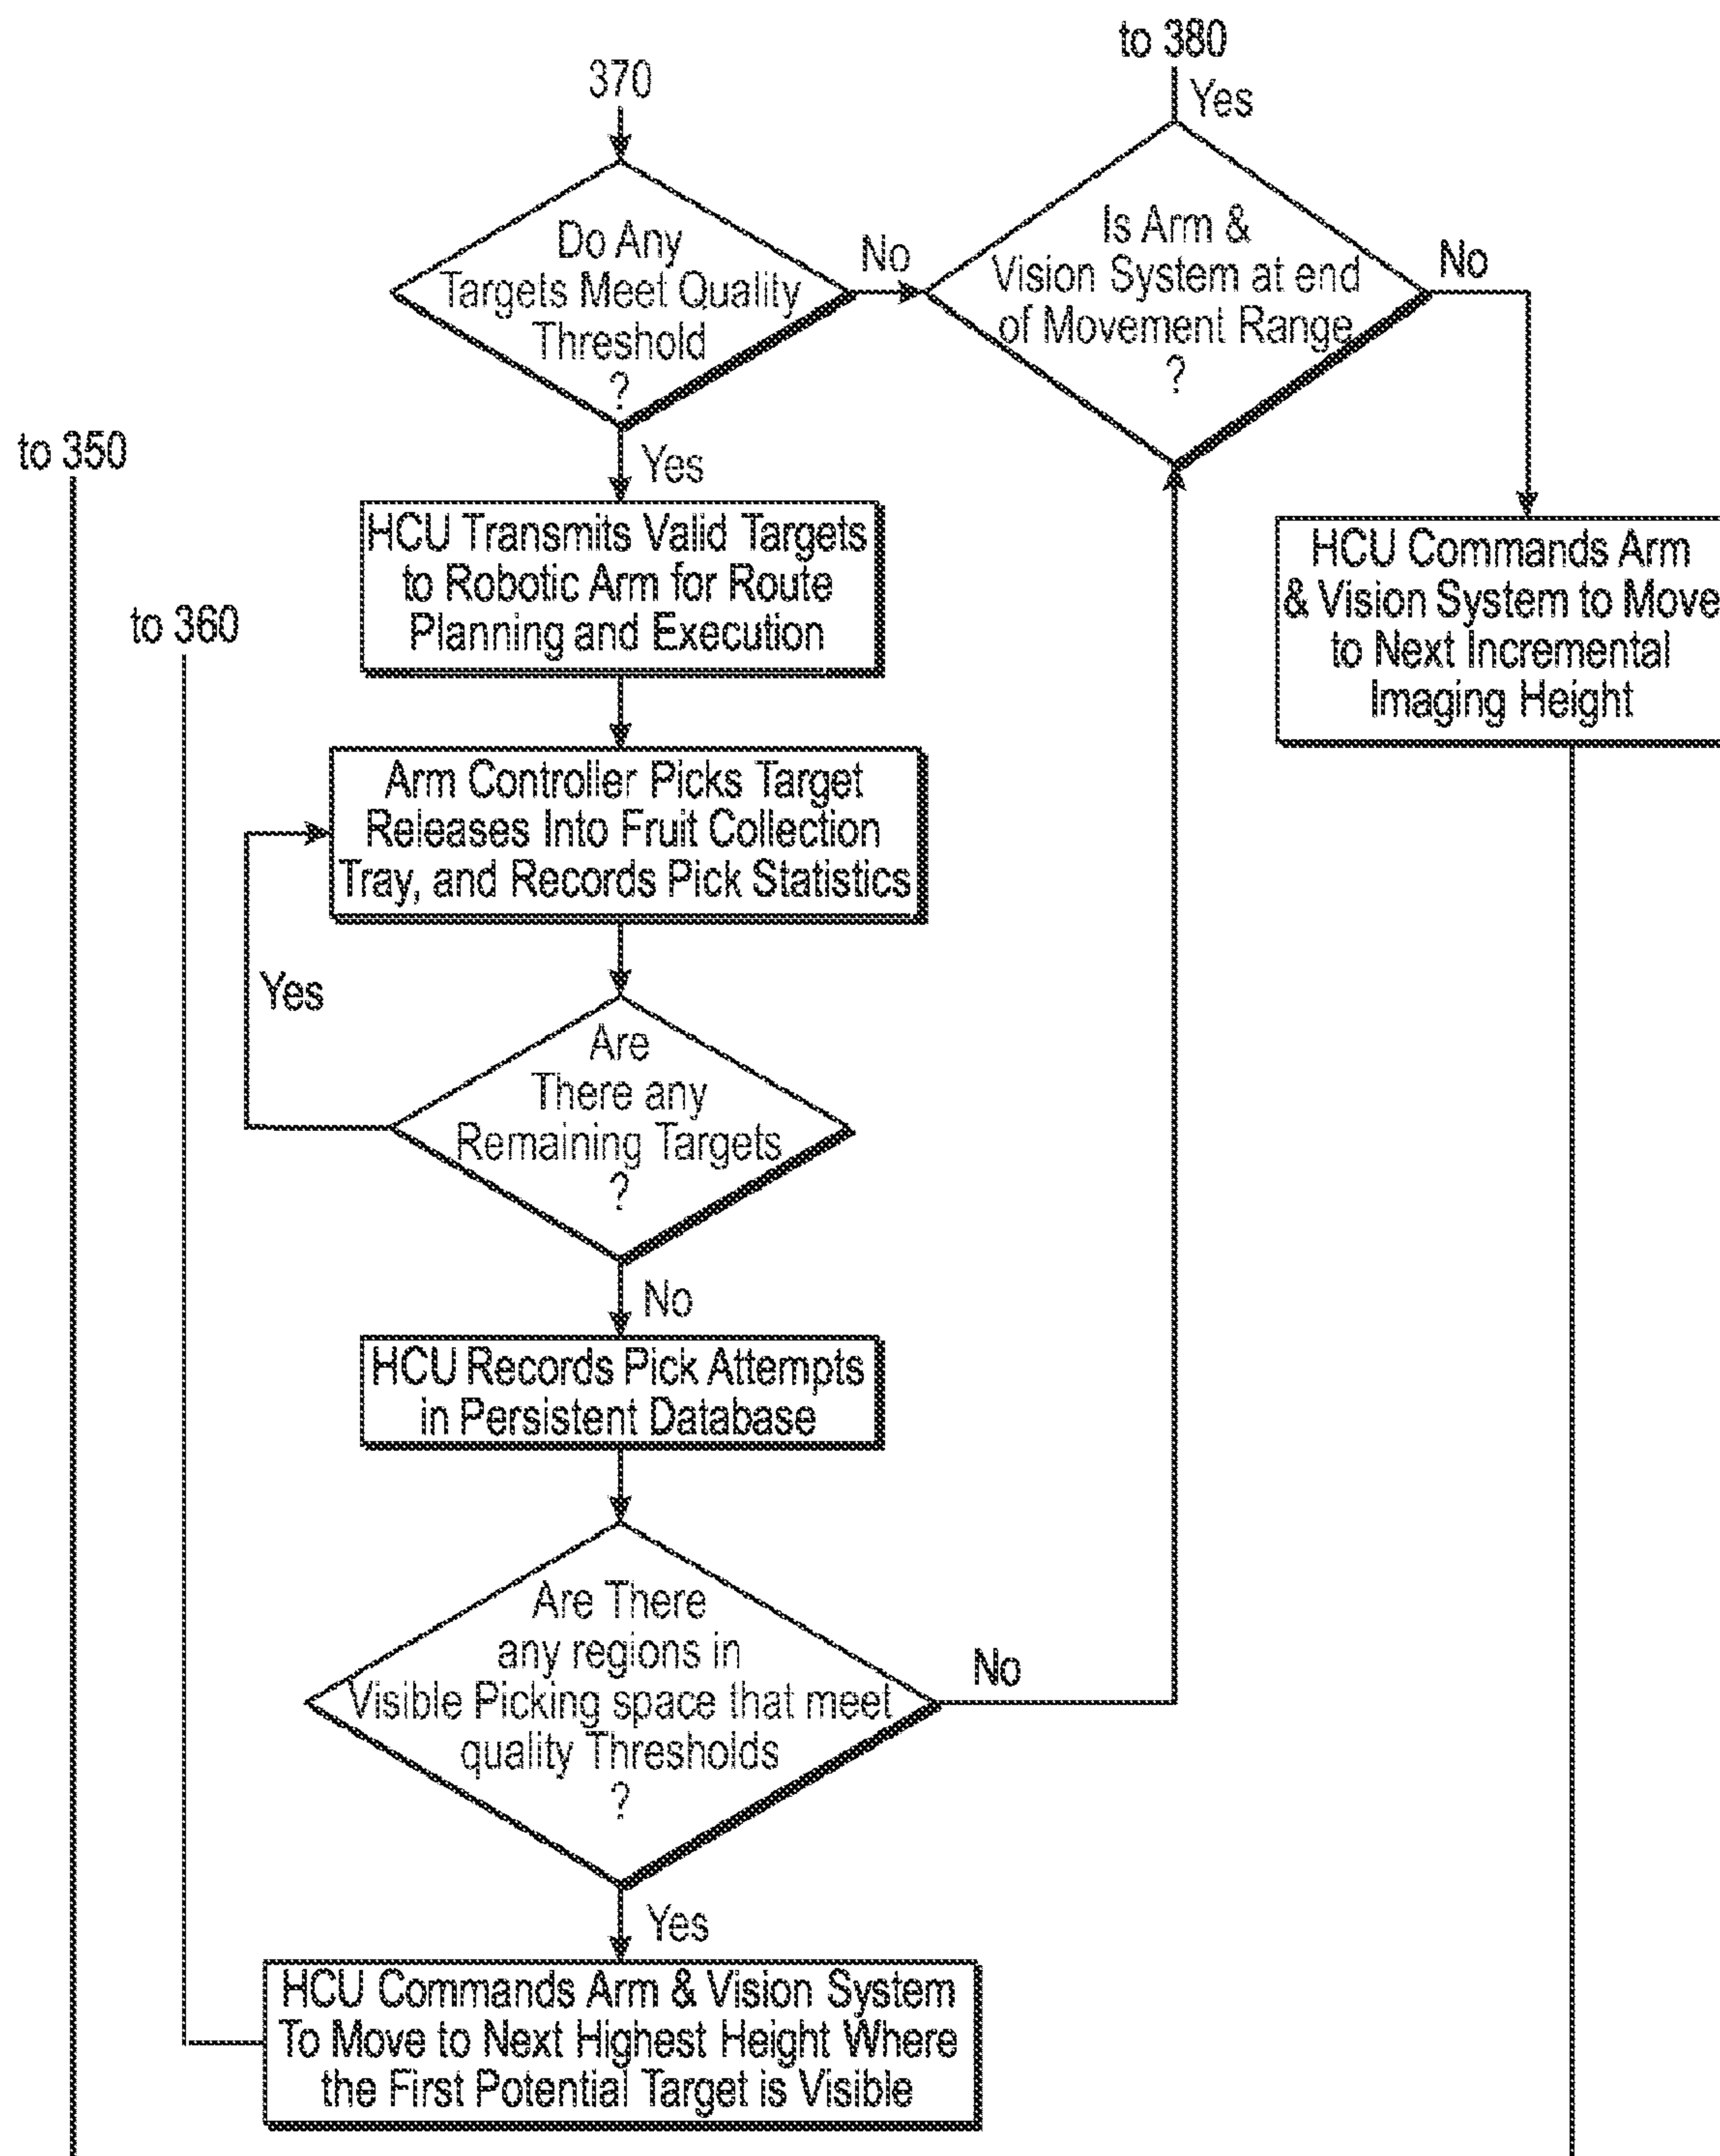 to 380
370
Yes
Do Any
Targets Meet Quality
Threshold
?
No
Is Arm &
Vision System at end
of Movement Range
?
No
to 350
Yes
HCU Transmits Valid Targets
to Robotic Arm for Route
Planning and Execution
HCU Commands Arm
& Vision System to Move
to Next Incremental
Imaging Height
to 360
Arm Controller Picks Target
Releases Into Fruit Collection
Tray, and Records Pick Statistics
Yes
Are
There any
Remaining Targets
?
No
HCU Records Pick Attempts
in Persistent Database
Are There
any regions in
Visible Picking space that meet
quality Thresholds
?
No
Yes
HCU Commands Arm & Vision System
To Move to Next Highest Height Where
the First Potential Target is Visible